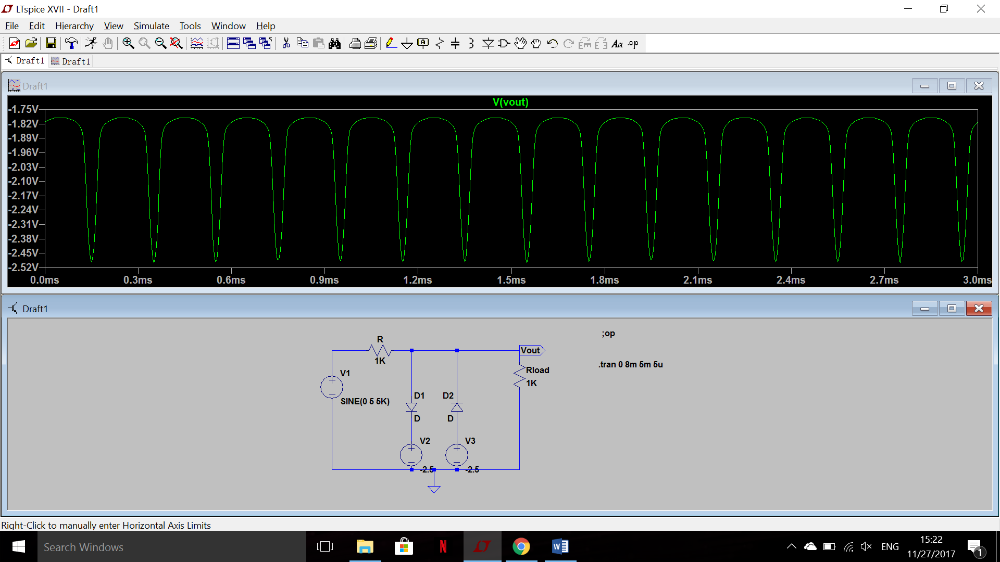 LTspice XVII - Draft1
File Edit Hierarchy View Simulate Tools Window Help
.op
Draft1 Draft1
Draft1
V(vout)
-1.75V
-1.82V
-1.89V
-1.96V
-2.03V
-2.10V
-2.17V
-2.24V
-2.31V
-2.38V
-2.45V
-2.52V
0.0ms 0.3ms 0.6ms 0.9ms 1.2ms 1.5ms 1.8ms 2.1ms 2.4ms 2.7ms 3.0ms
Draft1
;op
R
1K
Vout
.tran 0 8m 5m 5u
V1
SINE(0 5 5K)
Rload
1K
D1
D
D2
D
V2
-2.5
V3
-2.5
Right-Click to manually enter Horizontal Axis Limits
Search Windows
ENG
15:22
11/27/2017
1